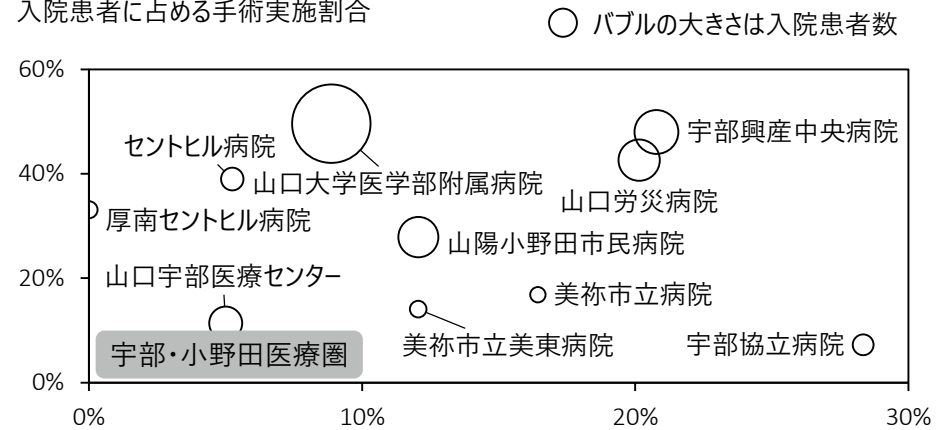 入院患者に占める手術実施割合
バブルの大きさは入院患者数
60%
宇部興産中央病院
セントヒル病院
40%
山口大学医学部附属病院
山口労災病院
厚南セントヒル病院
山陽小野田市民病院
20%
山口宇部医療センター
美祢市立病院
美祢市立美東病院
宇部協立病院
宇部・小野田医療圏
0%
0%
10%
20%
30%